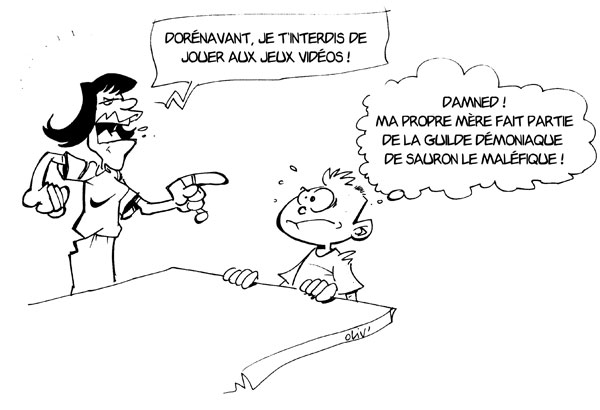 DORÉNAVANT, JE T'INTERDIS DE
JOUER AUX JEUX VIDÉOS !
DAMNED !
MA PROPRE MÈRE FAIT PARTIE
DE LA GUILDE DÉMONIAQUE
DE SAURON LE MALÉFIQUE !
OLIV'